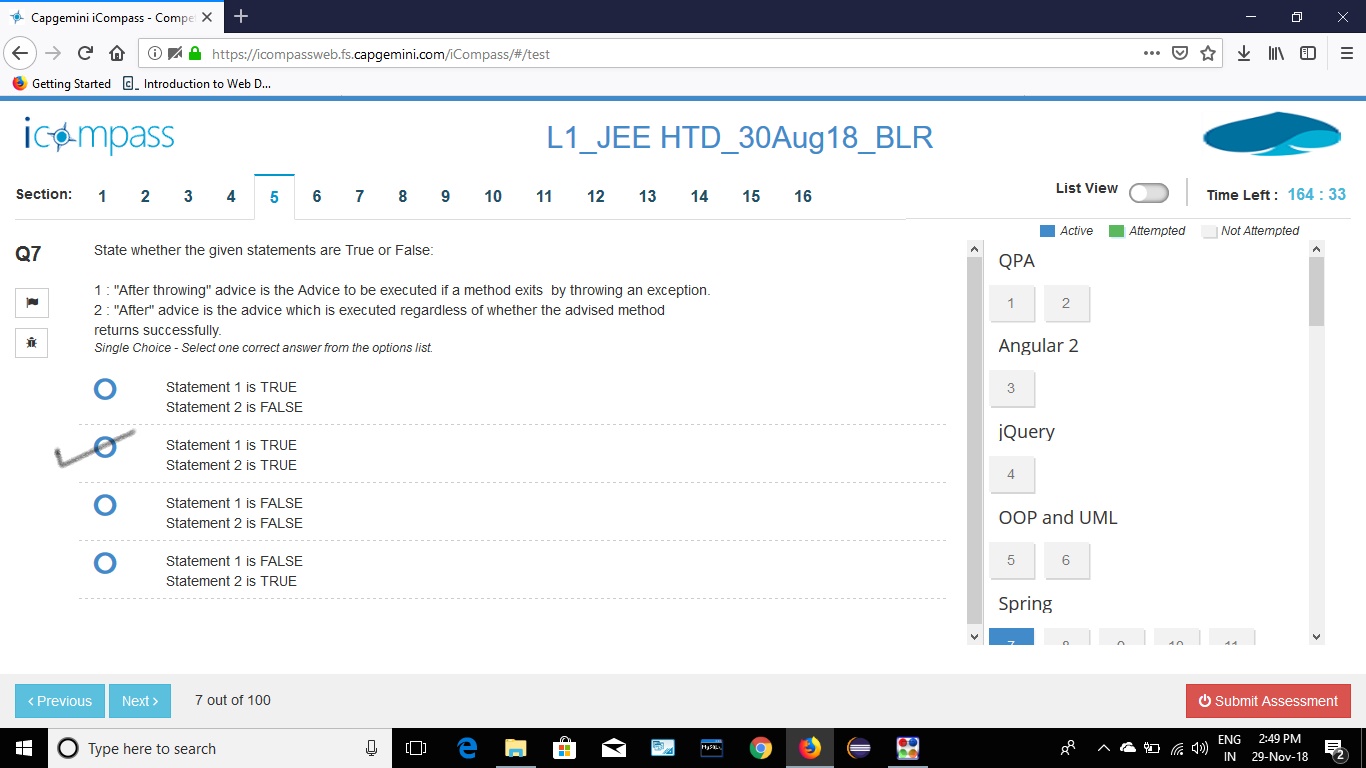 Capgemini iCompass - Compe
https://icompassweb.fs.capgemini.com/iCompass/#/test
Getting Started
Introduction to Web D...
icompass
L1_JEE HTD_30Aug18_BLR
Section: 1 2 3 4 5 6 7 8 9 10 11 12 13 14 15 16
List View
Time Left : 164 : 33
Active Attempted Not Attempted
Q7
State whether the given statements are True or False:
1 : "After throwing" advice is the Advice to be executed if a method exits by throwing an exception.
2 : "After" advice is the advice which is executed regardless of whether the advised method
returns successfully.
Single Choice - Select one correct answer from the options list.
Statement 1 is TRUE
Statement 2 is FALSE
Statement 1 is TRUE
Statement 2 is TRUE
Statement 1 is FALSE
Statement 2 is FALSE
Statement 1 is FALSE
Statement 2 is TRUE
QPA
1 2
Angular 2
3
jQuery
4
OOP and UML
5 6
Spring
7 8 9 10 11
Previous
Next
7 out of 100
Submit Assessment
Type here to search
MySQL
ENG
IN
2:49 PM
29-Nov-18
2